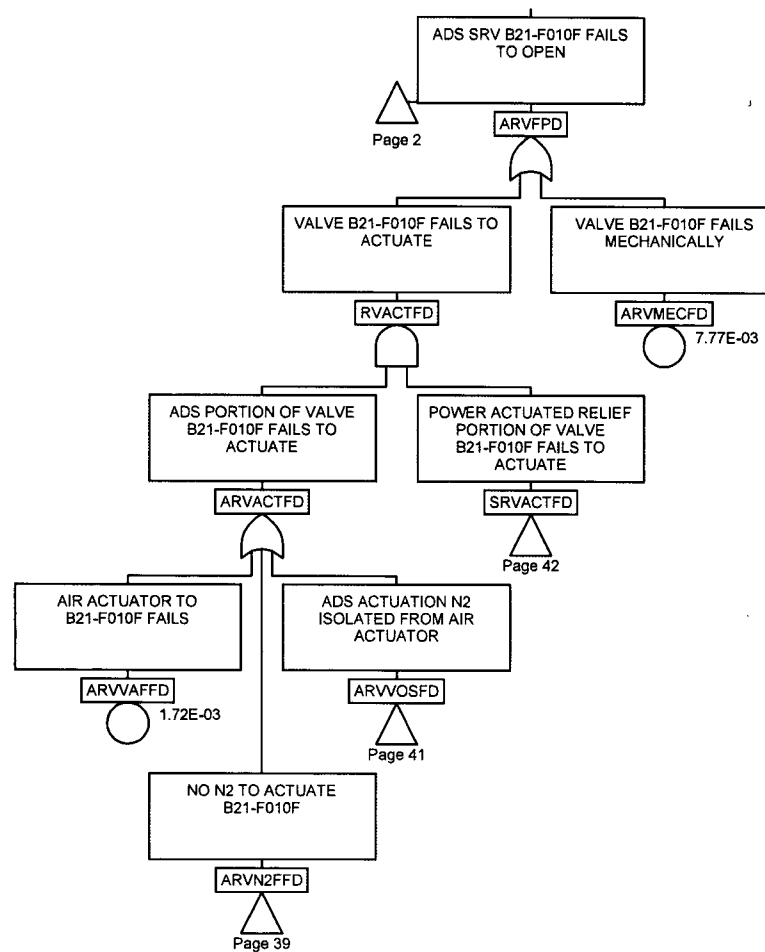 ADS SRV B21-F010F FAILS
TO OPEN
Page 2
ARVFPD
VALVE B21-F010F FAILS TO
ACTUATE
VALVE B21-F010F FAILS
MECHANICALLY
RVACTFD
ARVMECFD
7.77E-03
ADS PORTION OF VALVE
B21-F010F FAILS TO
ACTUATE
POWER ACTUATED RELIEF
PORTION OF VALVE
B21-F010F FAILS TO
ACTUATE
ARVACTFD
SRVACTFD
Page 42
AIR ACTUATOR TO
B21-F010F FAILS
ADS ACTUATION N2
ISOLATED FROM AIR
ACTUATOR
ARVVAFFD
1.72E-03
ARVVOSFD
Page 41
NO N2 TO ACTUATE
B21-F010F
ARVN2FFD
Page 39